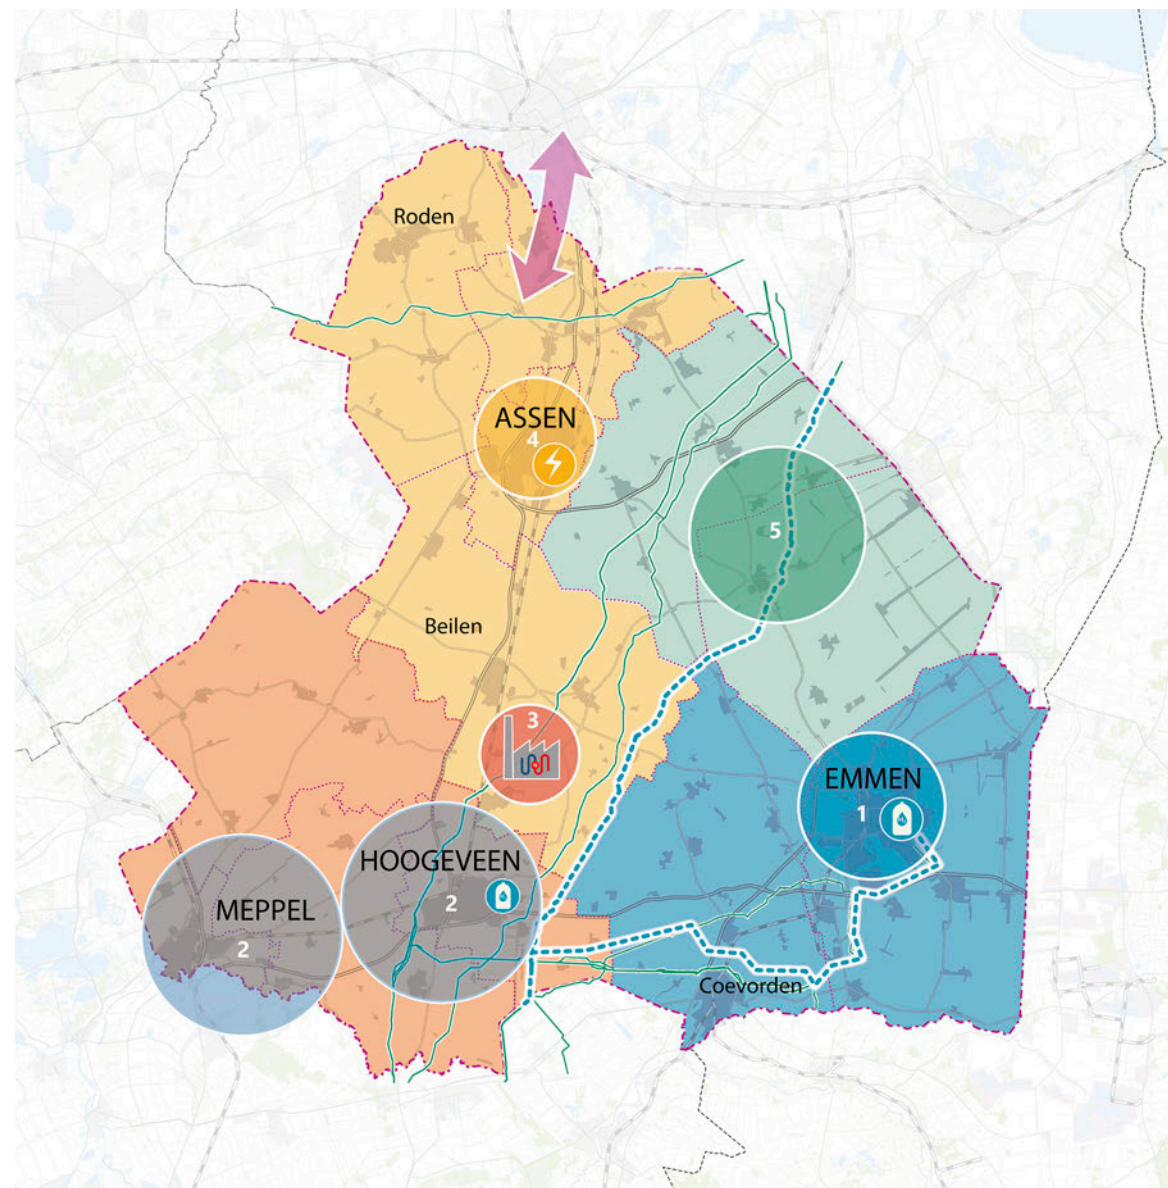 Roden
ASSEN
4
5
Beilen
3
EMMEN
1
HOOGEVEEN
2
MEPPEL
2
Coevorden